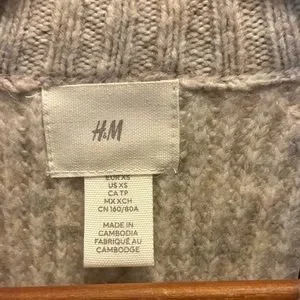 H&M
EUR XS
US XS
CA TP
MX XCH
CN 160/80A
MADE IN
CAMBODIA
FABRIQUÉ AU
CAMBODGE